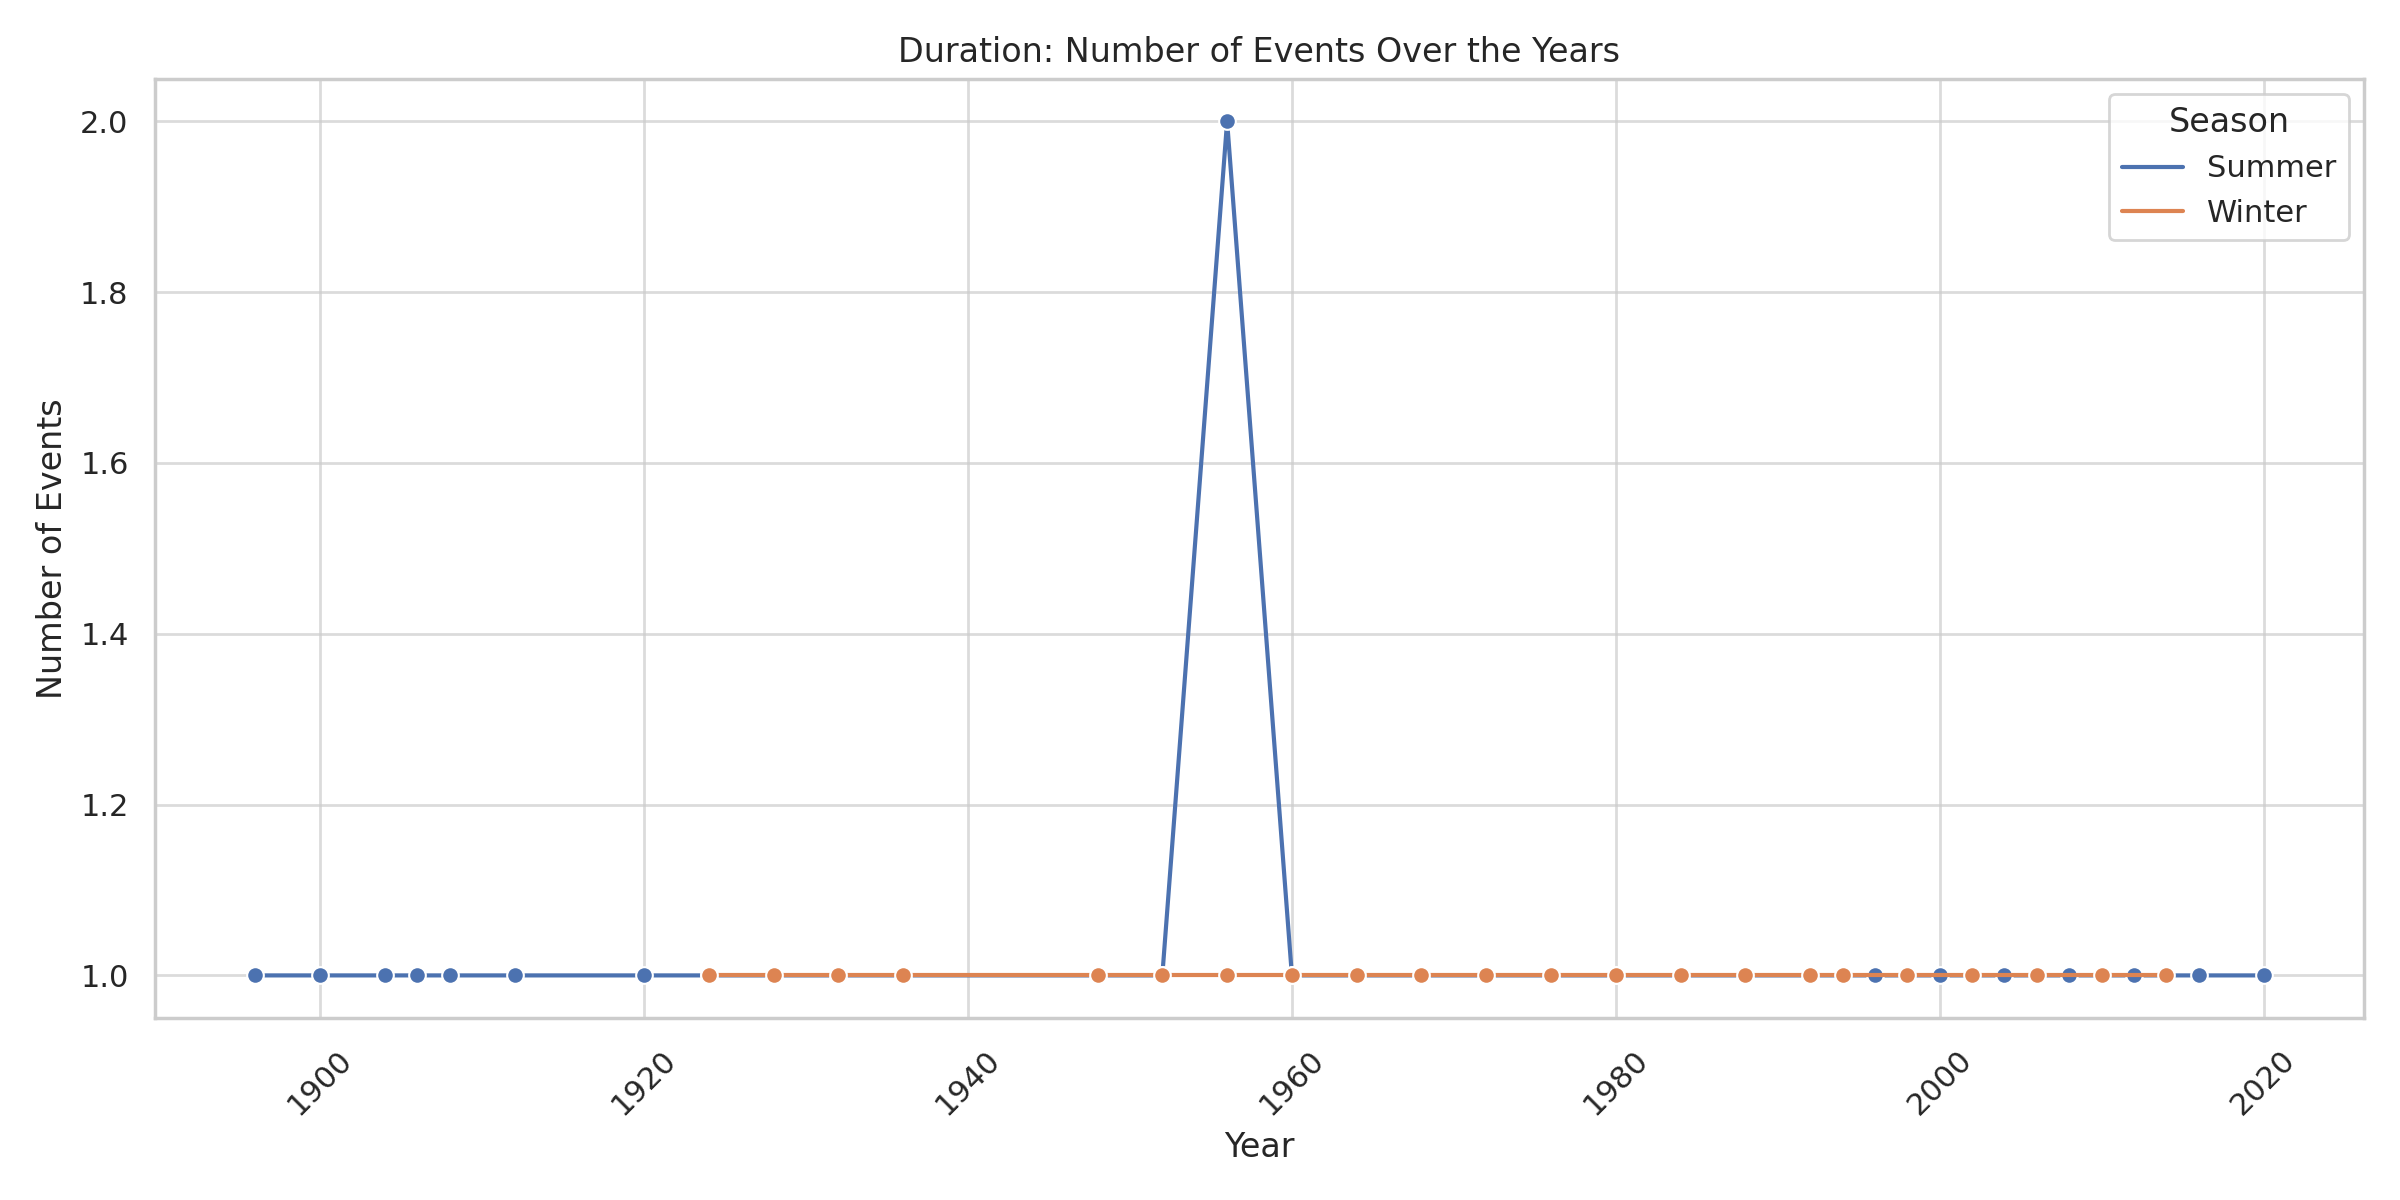 Duration: Number of Events Over the Years
Season
Summer
Winter
Number of Events
2.0
1.8
1.6
1.4
1.2
1.0
1900
1920
1940
1960
1980
2000
2020
Year